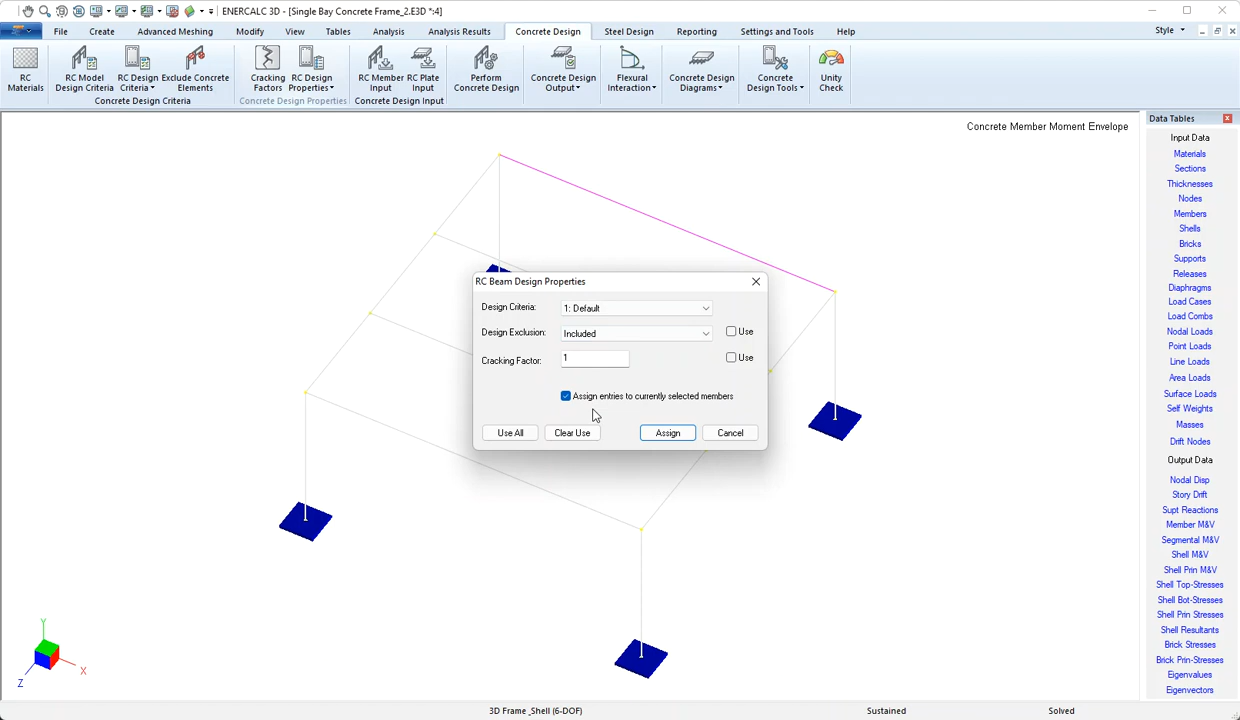 ENERCALC 3D - [Single Bay Concrete Frame_2.E3D *:4]
File Create Advanced Meshing Modify View Tables Analysis Analysis Results Concrete Design Steel Design Reporting Settings and Tools Help Style
RC Materials
RC Model Design Criteria
RC Design Criteria
Exclude Concrete Elements
Cracking Factors
RC Design Properties
RC Member Input
RC Plate Input
Perform Concrete Design
Concrete Design Output
Flexural Interaction
Concrete Design Diagrams
Concrete Design Tools
Unity Check
Concrete Design Criteria
Concrete Design Properties
Concrete Design Input
Concrete Member Moment Envelope
RC Beam Design Properties
Design Criteria: 1: Default
Design Exclusion: Included Use
Cracking Factor: 1 Use
Assign entries to currently selected members
Use All Clear Use Assign Cancel
Y
X
Z
Data Tables
Input Data
Materials
Sections
Thicknesses
Nodes
Members
Shells
Bricks
Supports
Releases
Diaphragms
Load Cases
Load Combs
Nodal Loads
Point Loads
Line Loads
Area Loads
Surface Loads
Self Weights
Masses
Drift Nodes
Output Data
Nodal Disp
Story Drift
Supt Reactions
Member M&V
Segmental M&V
Shell M&V
Shell Prin M&V
Shell Top-Stresses
Shell Bot-Stresses
Shell Prin Stresses
Shell Resultants
Brick Stresses
Brick Prin-Stresses
Eigenvalues
Eigenvectors
3D Frame_Shell (6-DOF) Sustained Solved